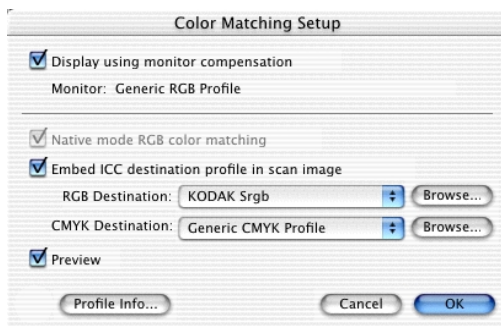 Color Matching Setup
Display using monitor compensation
Monitor: Generic RGB Profile
Native mode RGB color matching
Embed ICC destination profile in scan image
RGB Destination: KODAK Srgb Browse...
CMYK Destination: Generic CMYK Profile Browse...
Preview
Profile Info... Cancel OK